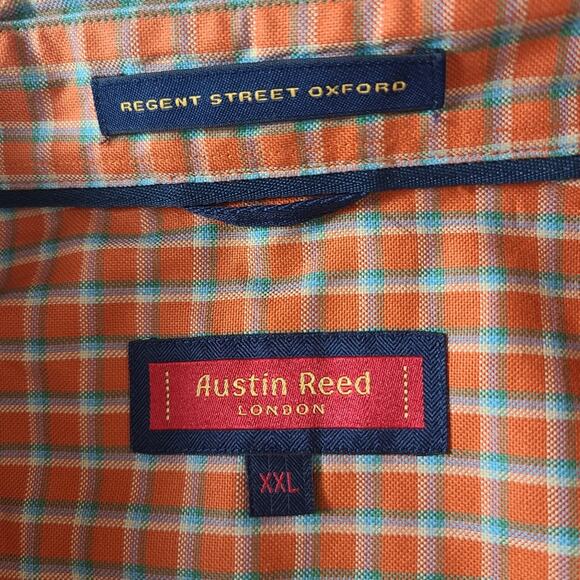 REGENT STREET OXFORD
Austin Reed
LONDON
XXL